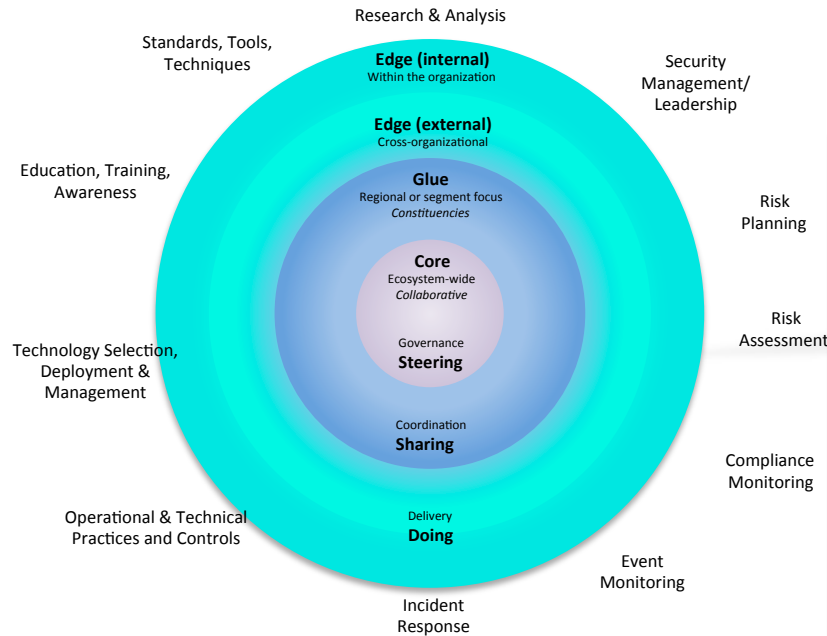 Research & Analysis
Standards, Tools,
Techniques
Edge (internal)
Within the organization
Security
Management/
Leadership
Edge (external)
Cross-organizational
Education, Training,
Awareness
Glue
Regional or segment focus
Constituencies
Risk
Planning
Core
Ecosystem-wide
Collaborative
Risk
Assessment
Technology Selection,
Deployment &
Management
Governance
Steering
Coordination
Sharing
Compliance
Monitoring
Operational & Technical
Practices and Controls
Delivery
Doing
Event
Monitoring
Incident
Response